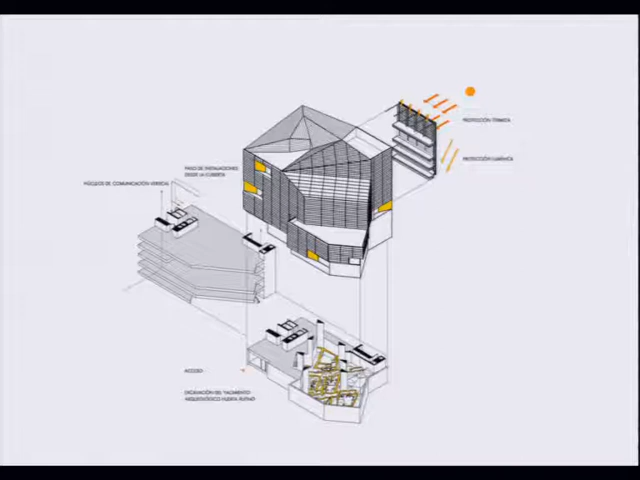 PROTECCIÓN TÉRMICA
PROTECCIÓN LUMÍNICA
PASO DE INSTALACIONES
DESDE LA CUBIERTA
NÚCLEOS DE COMUNICACIÓN VERTICAL
ACCESO
EXCAVACIÓN DEL YACIMIENTO
ARQUEOLÓGICO HUERTA RUFINO